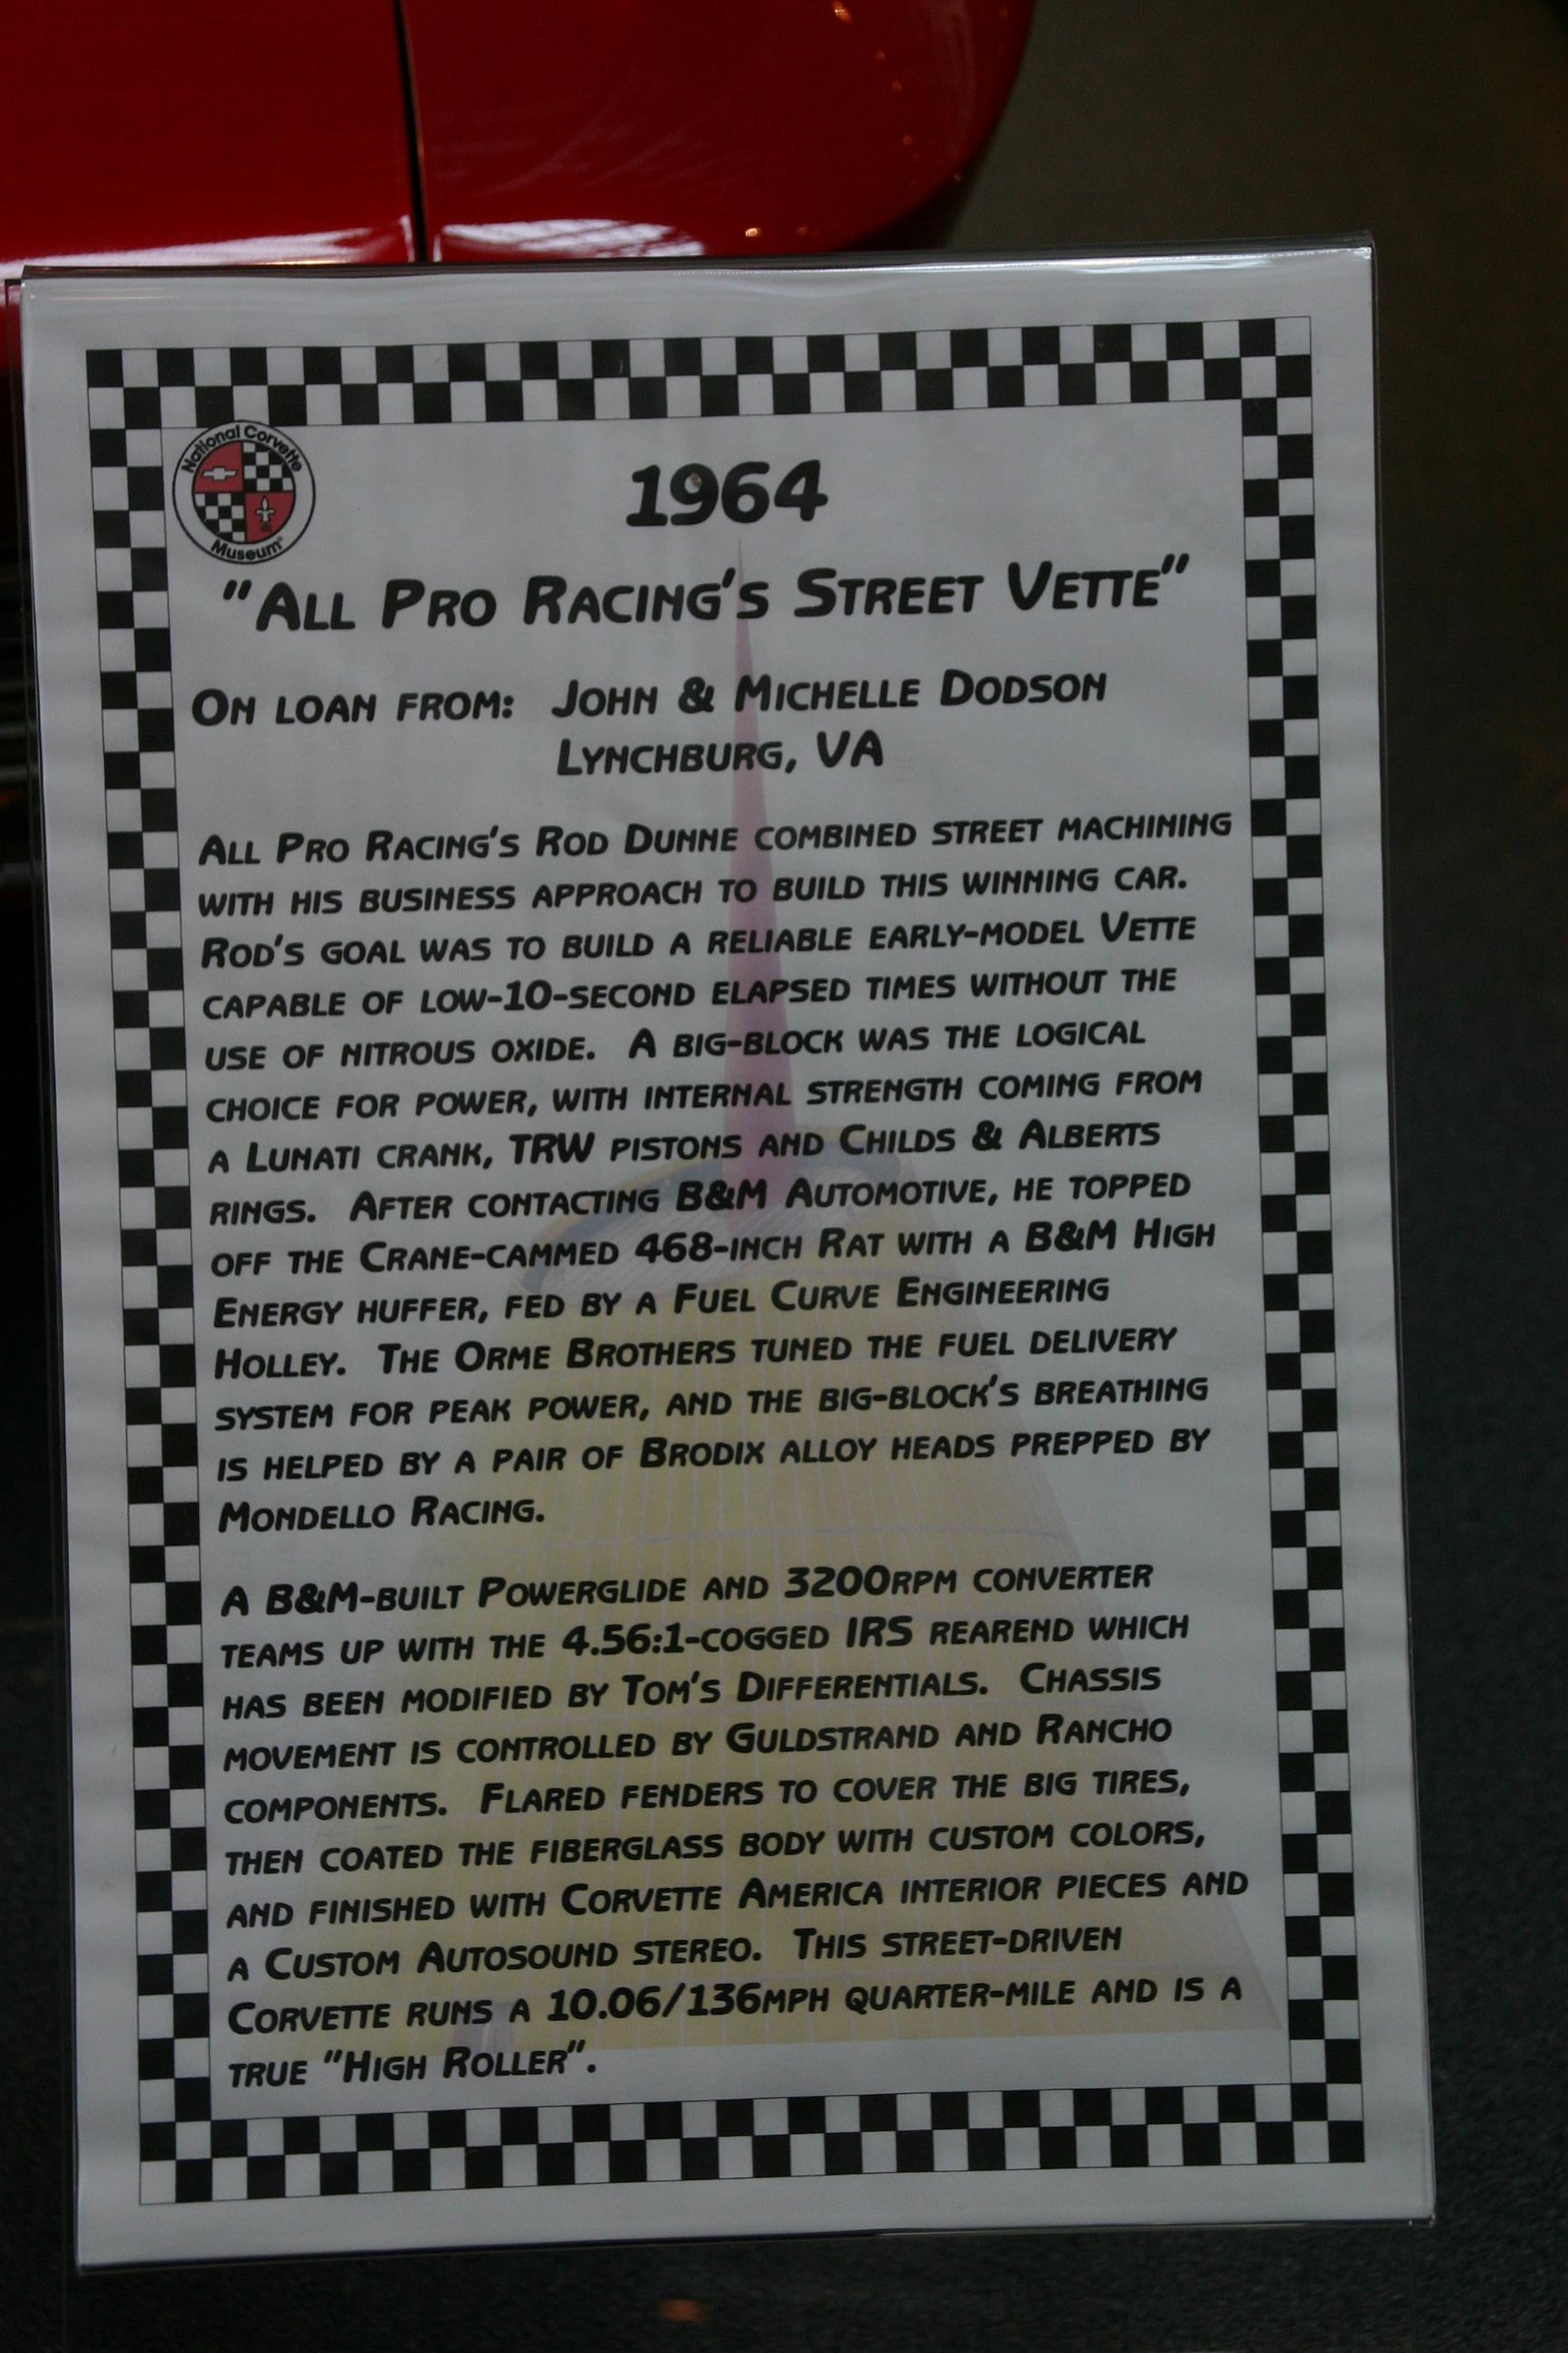 National Corvette
Museum
1964
"All Pro Racing's Street Vette"
On loan from: John & Michelle Dodson
Lynchburg, VA
All Pro Racing's Rod Dunne combined street machining
with his business approach to build this winning car.
Rod's goal was to build a reliable early-model Vette
capable of low-10-second elapsed times without the
use of nitrous oxide. A big-block was the logical
choice for power, with internal strength coming from
a Lunati crank, TRW pistons and Childs & Alberts
rings. After contacting B&M Automotive, he topped
off the Crane-cammed 468-inch Rat with a B&M High
Energy huffer, fed by a Fuel Curve Engineering
Holley. The Orme Brothers tuned the fuel delivery
system for peak power, and the big-block's breathing
is helped by a pair of Brodix alloy heads prepped by
Mondello Racing.
A B&M-built Powerglide and 3200rpm converter
teams up with the 4.56:1-cogged IRS rearend which
has been modified by Tom's Differentials. Chassis
movement is controlled by Guldstrand and Rancho
components. Flared fenders to cover the big tires,
then coated the fiberglass body with custom colors,
and finished with Corvette America interior pieces and
a Custom Autosound stereo. This street-driven
Corvette runs a 10.06/136mph quarter-mile and is a
true "High Roller".